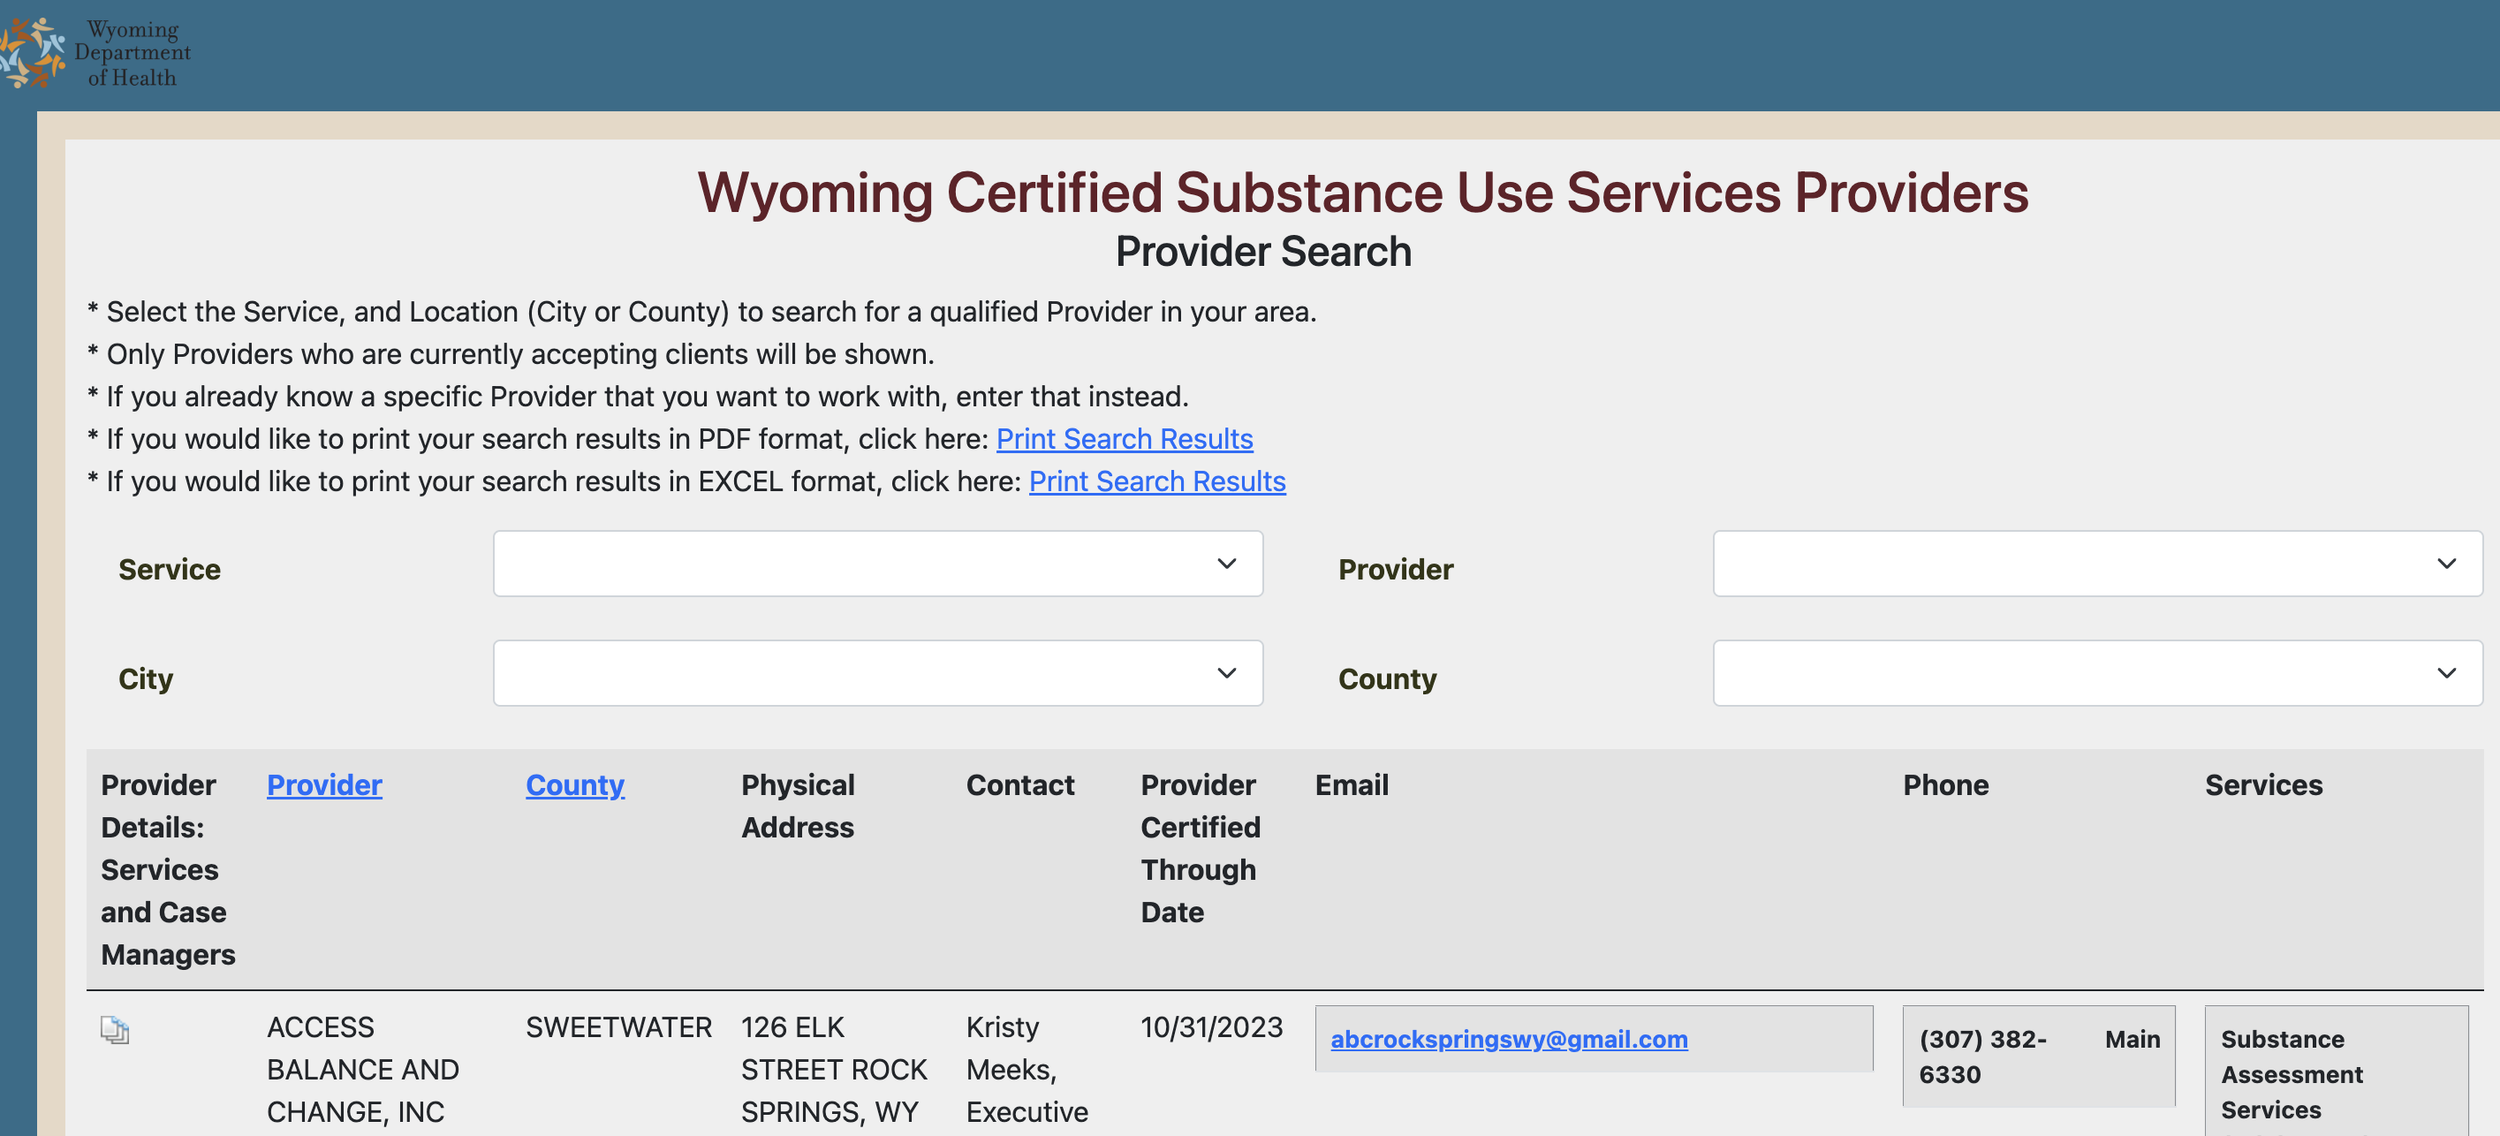 Wyoming
Department
of Health
Wyoming Certified Substance Use Services Providers
Provider Search
* Select the Service, and Location (City or County) to search for a qualified Provider in your area.
* Only Providers who are currently accepting clients will be shown.
* If you already know a specific Provider that you want to work with, enter that instead.
* If you would like to print your search results in PDF format, click here: Print Search Results
* If you would like to print your search results in EXCEL format, click here: Print Search Results
Service
Provider
City
County
Provider Details: Services and Case Managers
Provider
County
Physical Address
Contact
Provider Certified Through Date
Email
Phone
Services
ACCESS BALANCE AND CHANGE, INC
SWEETWATER
126 ELK STREET ROCK SPRINGS, WY
Kristy Meeks, Executive
10/31/2023
abcrockspringswy@gmail.com
(307) 382-6330
Main
Substance Assessment Services